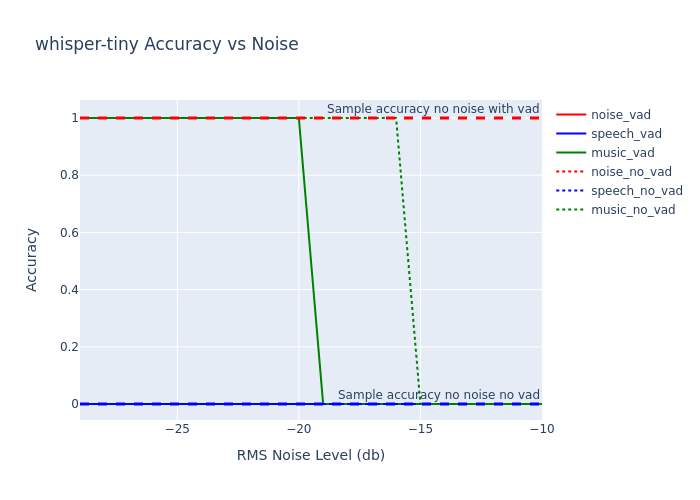 whisper-tiny Accuracy vs Noise
Sample accuracy no noise with vad
Sample accuracy no noise no vad
1
0.8
0.6
0.4
0.2
0
Accuracy
−25
−20
−15
−10
RMS Noise Level (db)
noise_vad
speech_vad
music_vad
noise_no_vad
speech_no_vad
music_no_vad